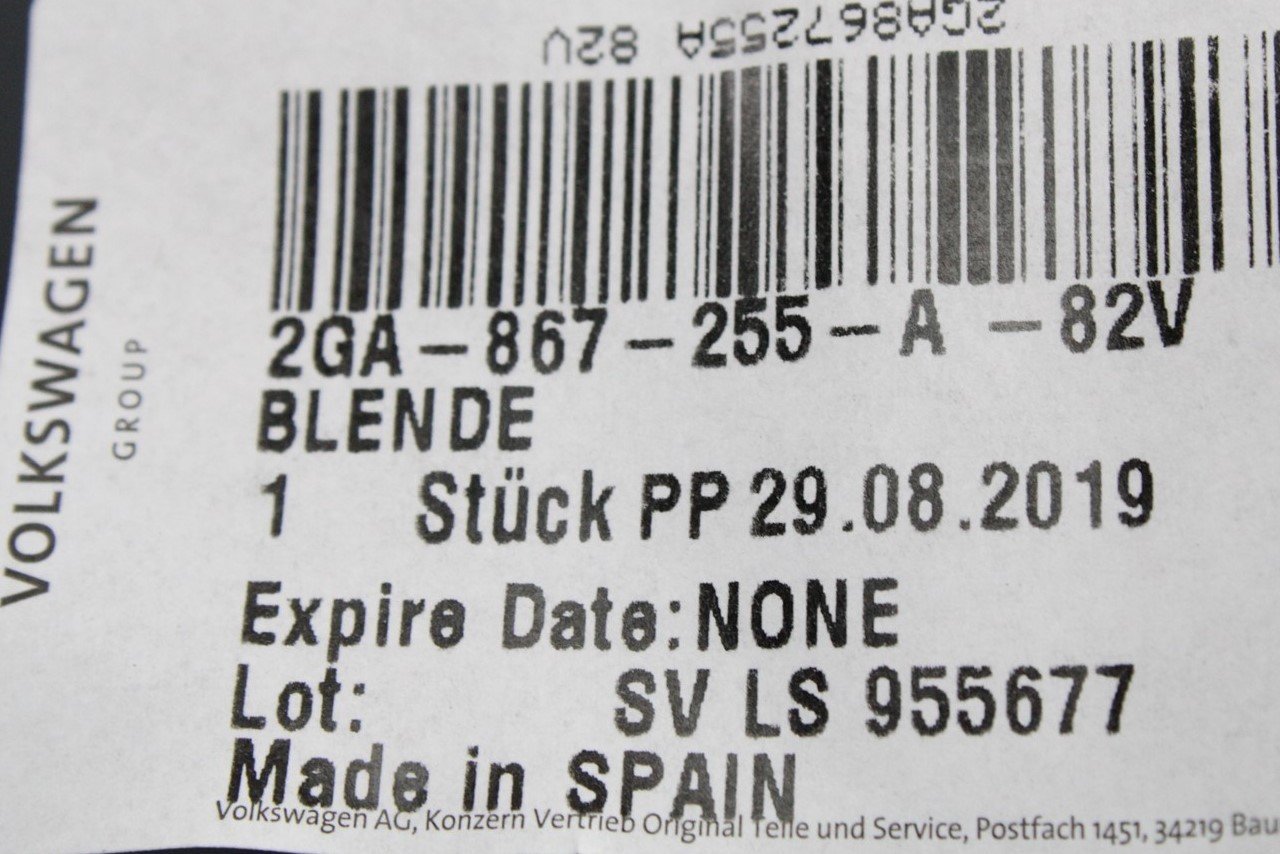 2GA867255A 82V
VOLKSWAGEN
GROUP
2GA-867-255-A -82V
BLENDE
1 Stück PP 29.08.2019
Expire Date:NONE
Lot: SV LS 955677
Made in SPAIN
Volkswagen AG, Konzern Vertrieb Original Teile und Service, Postfach 1451, 34219 Bau